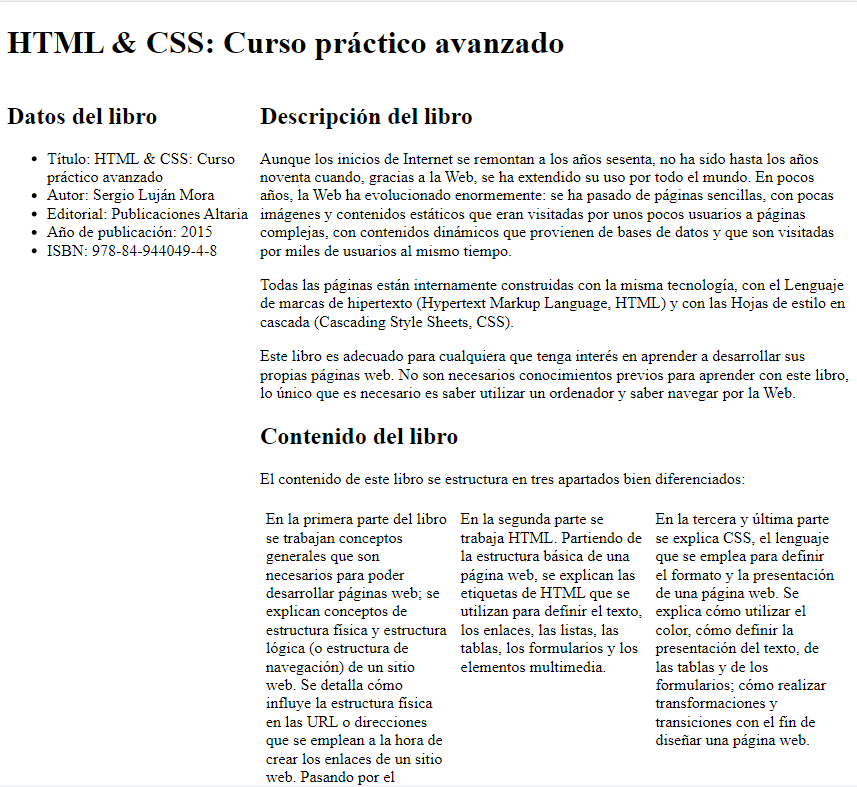 HTML & CSS: Curso práctico avanzado
Datos del libro
Título: HTML & CSS: Curso
práctico avanzado
Autor: Sergio Luján Mora
Editorial: Publicaciones Altaria
Año de publicación: 2015
ISBN: 978-84-944049-4-8
Descripción del libro
Aunque los inicios de Internet se remontan a los años sesenta, no ha sido hasta los años
noventa cuando, gracias a la Web, se ha extendido su uso por todo el mundo. En pocos
años, la Web ha evolucionado enormemente: se ha pasado de páginas sencillas, con pocas
imágenes y contenidos estáticos que eran visitadas por unos pocos usuarios a páginas
complejas, con contenidos dinámicos que provienen de bases de datos y que son visitadas
por miles de usuarios al mismo tiempo.
Todas las páginas están internamente construidas con la misma tecnología, con el Lenguaje
de marcas de hipertexto (Hypertext Markup Language, HTML) y con las Hojas de estilo en
cascada (Cascading Style Sheets, CSS).
Este libro es adecuado para cualquiera que tenga interés en aprender a desarrollar sus
propias páginas web. No son necesarios conocimientos previos para aprender con este libro,
lo único que es necesario es saber utilizar un ordenador y saber navegar por la Web.
Contenido del libro
El contenido de este libro se estructura en tres apartados bien diferenciados:
En la primera parte del libro
se trabajan conceptos
generales que son
necesarios para poder
desarrollar páginas web; se
explican conceptos de
estructura física y estructura
lógica (o estructura de
navegación) de un sitio
web. Se detalla cómo
influye la estructura física
en las URL o direcciones
que se emplean a la hora de
crear los enlaces de un sitio
web. Pasando por el
En la segunda parte se
trabaja HTML. Partiendo de
la estructura básica de una
página web, se explican las
etiquetas de HTML que se
utilizan para definir el texto,
los enlaces, las listas, las
tablas, los formularios y los
elementos multimedia.
En la tercera y última parte
se explica CSS, el lenguaje
que se emplea para definir
el formato y la presentación
de una página web. Se
explica cómo utilizar el
color, cómo definir la
presentación del texto, de
las tablas y de los
formularios; cómo realizar
transformaciones y
transiciones con el fin de
diseñar una página web.